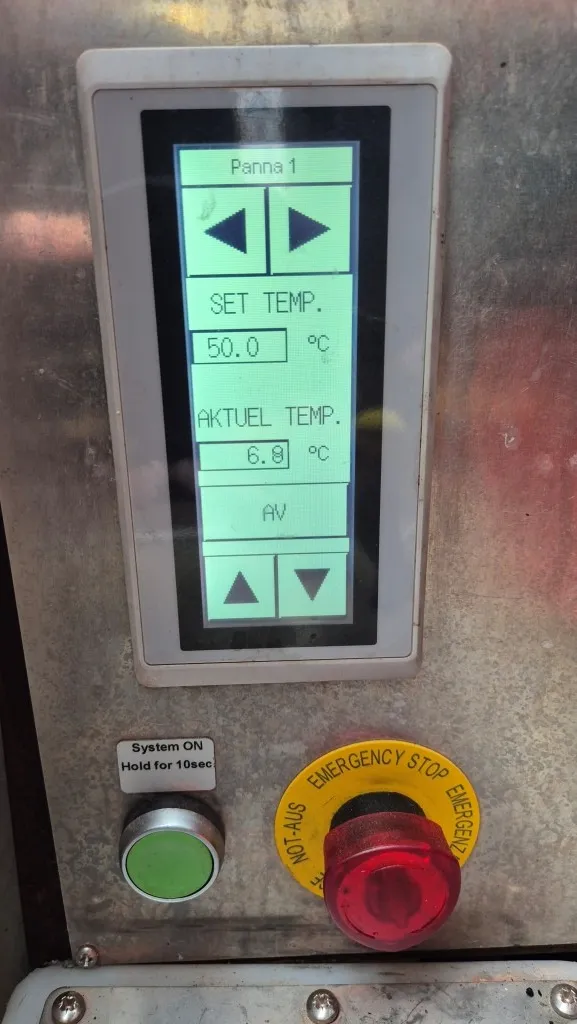 Panna 1
SET TEMP.
50.0 °C
AKTUEL TEMP.
6.8 °C
AV
System ON
Hold for 10sec
EMERGENCY STOP
NOT-AUS